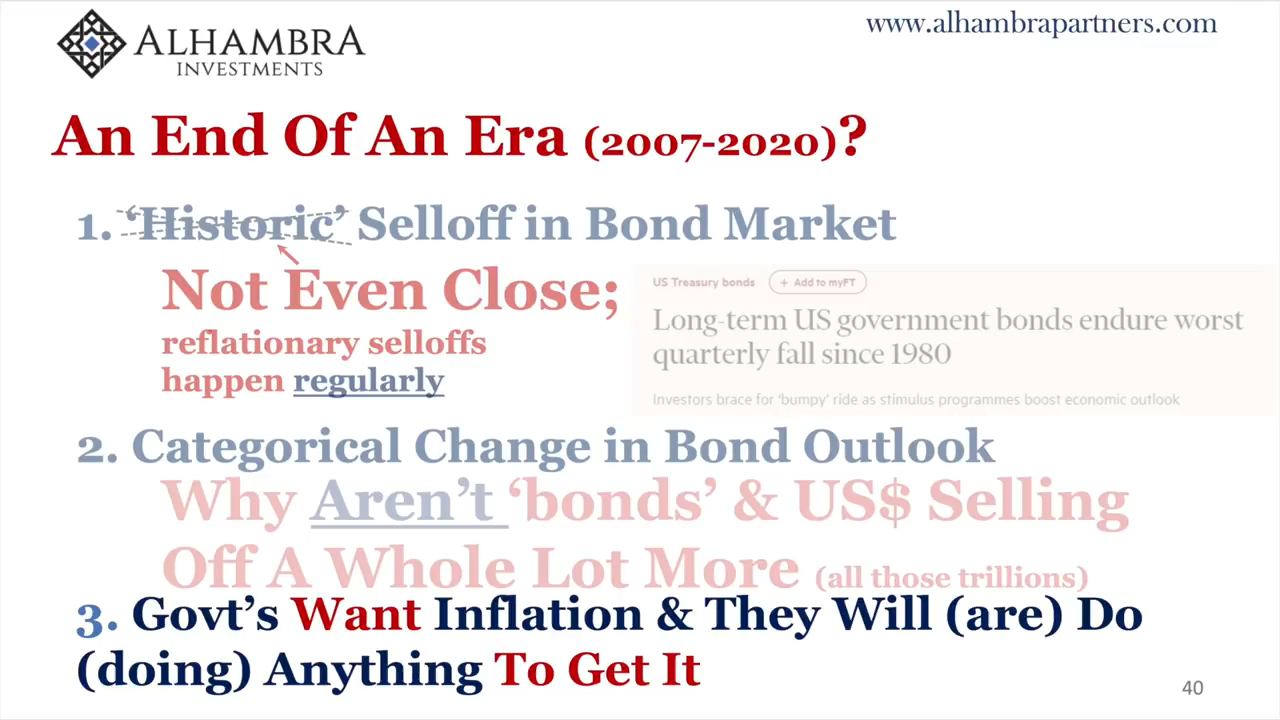 ALHAMBRA
INVESTMENTS
www.alhambrapartners.com
An End Of An Era (2007-2020)?
1. ‘Historic’ Selloff in Bond Market
Not Even Close;
reflationary selloffs
happen regularly
US Treasury bonds + Add to myFT
Long-term US government bonds endure worst
quarterly fall since 1980
Investors brace for ‘bumpy’ ride as stimulus programmes boost economic outlook
2. Categorical Change in Bond Outlook
Why Aren’t ‘bonds’ & US$ Selling
Off A Whole Lot More (all those trillions)
3. Govt’s Want Inflation & They Will (are) Do
(doing) Anything To Get It
40